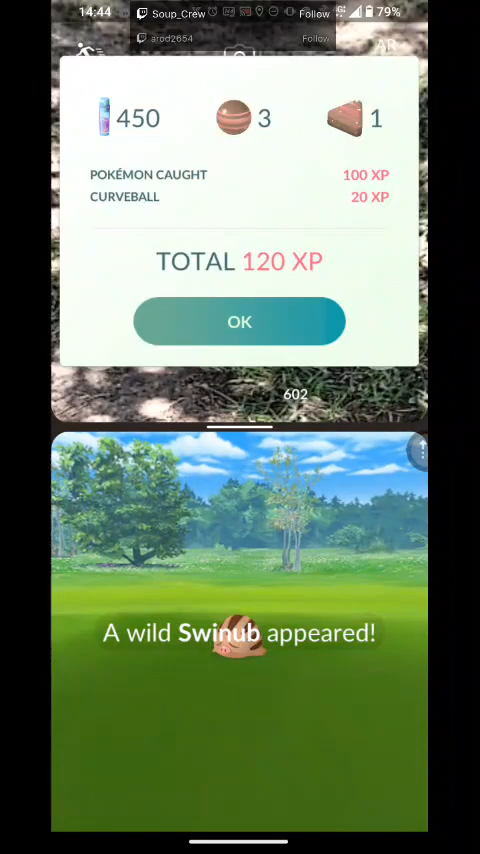 14:44
Soup_Crew
Follow
79%
arod2654
Follow
AR
450
3
1
POKÉMON CAUGHT
100 XP
CURVEBALL
20 XP
TOTAL 120 XP
OK
602
A wild Swinub appeared!